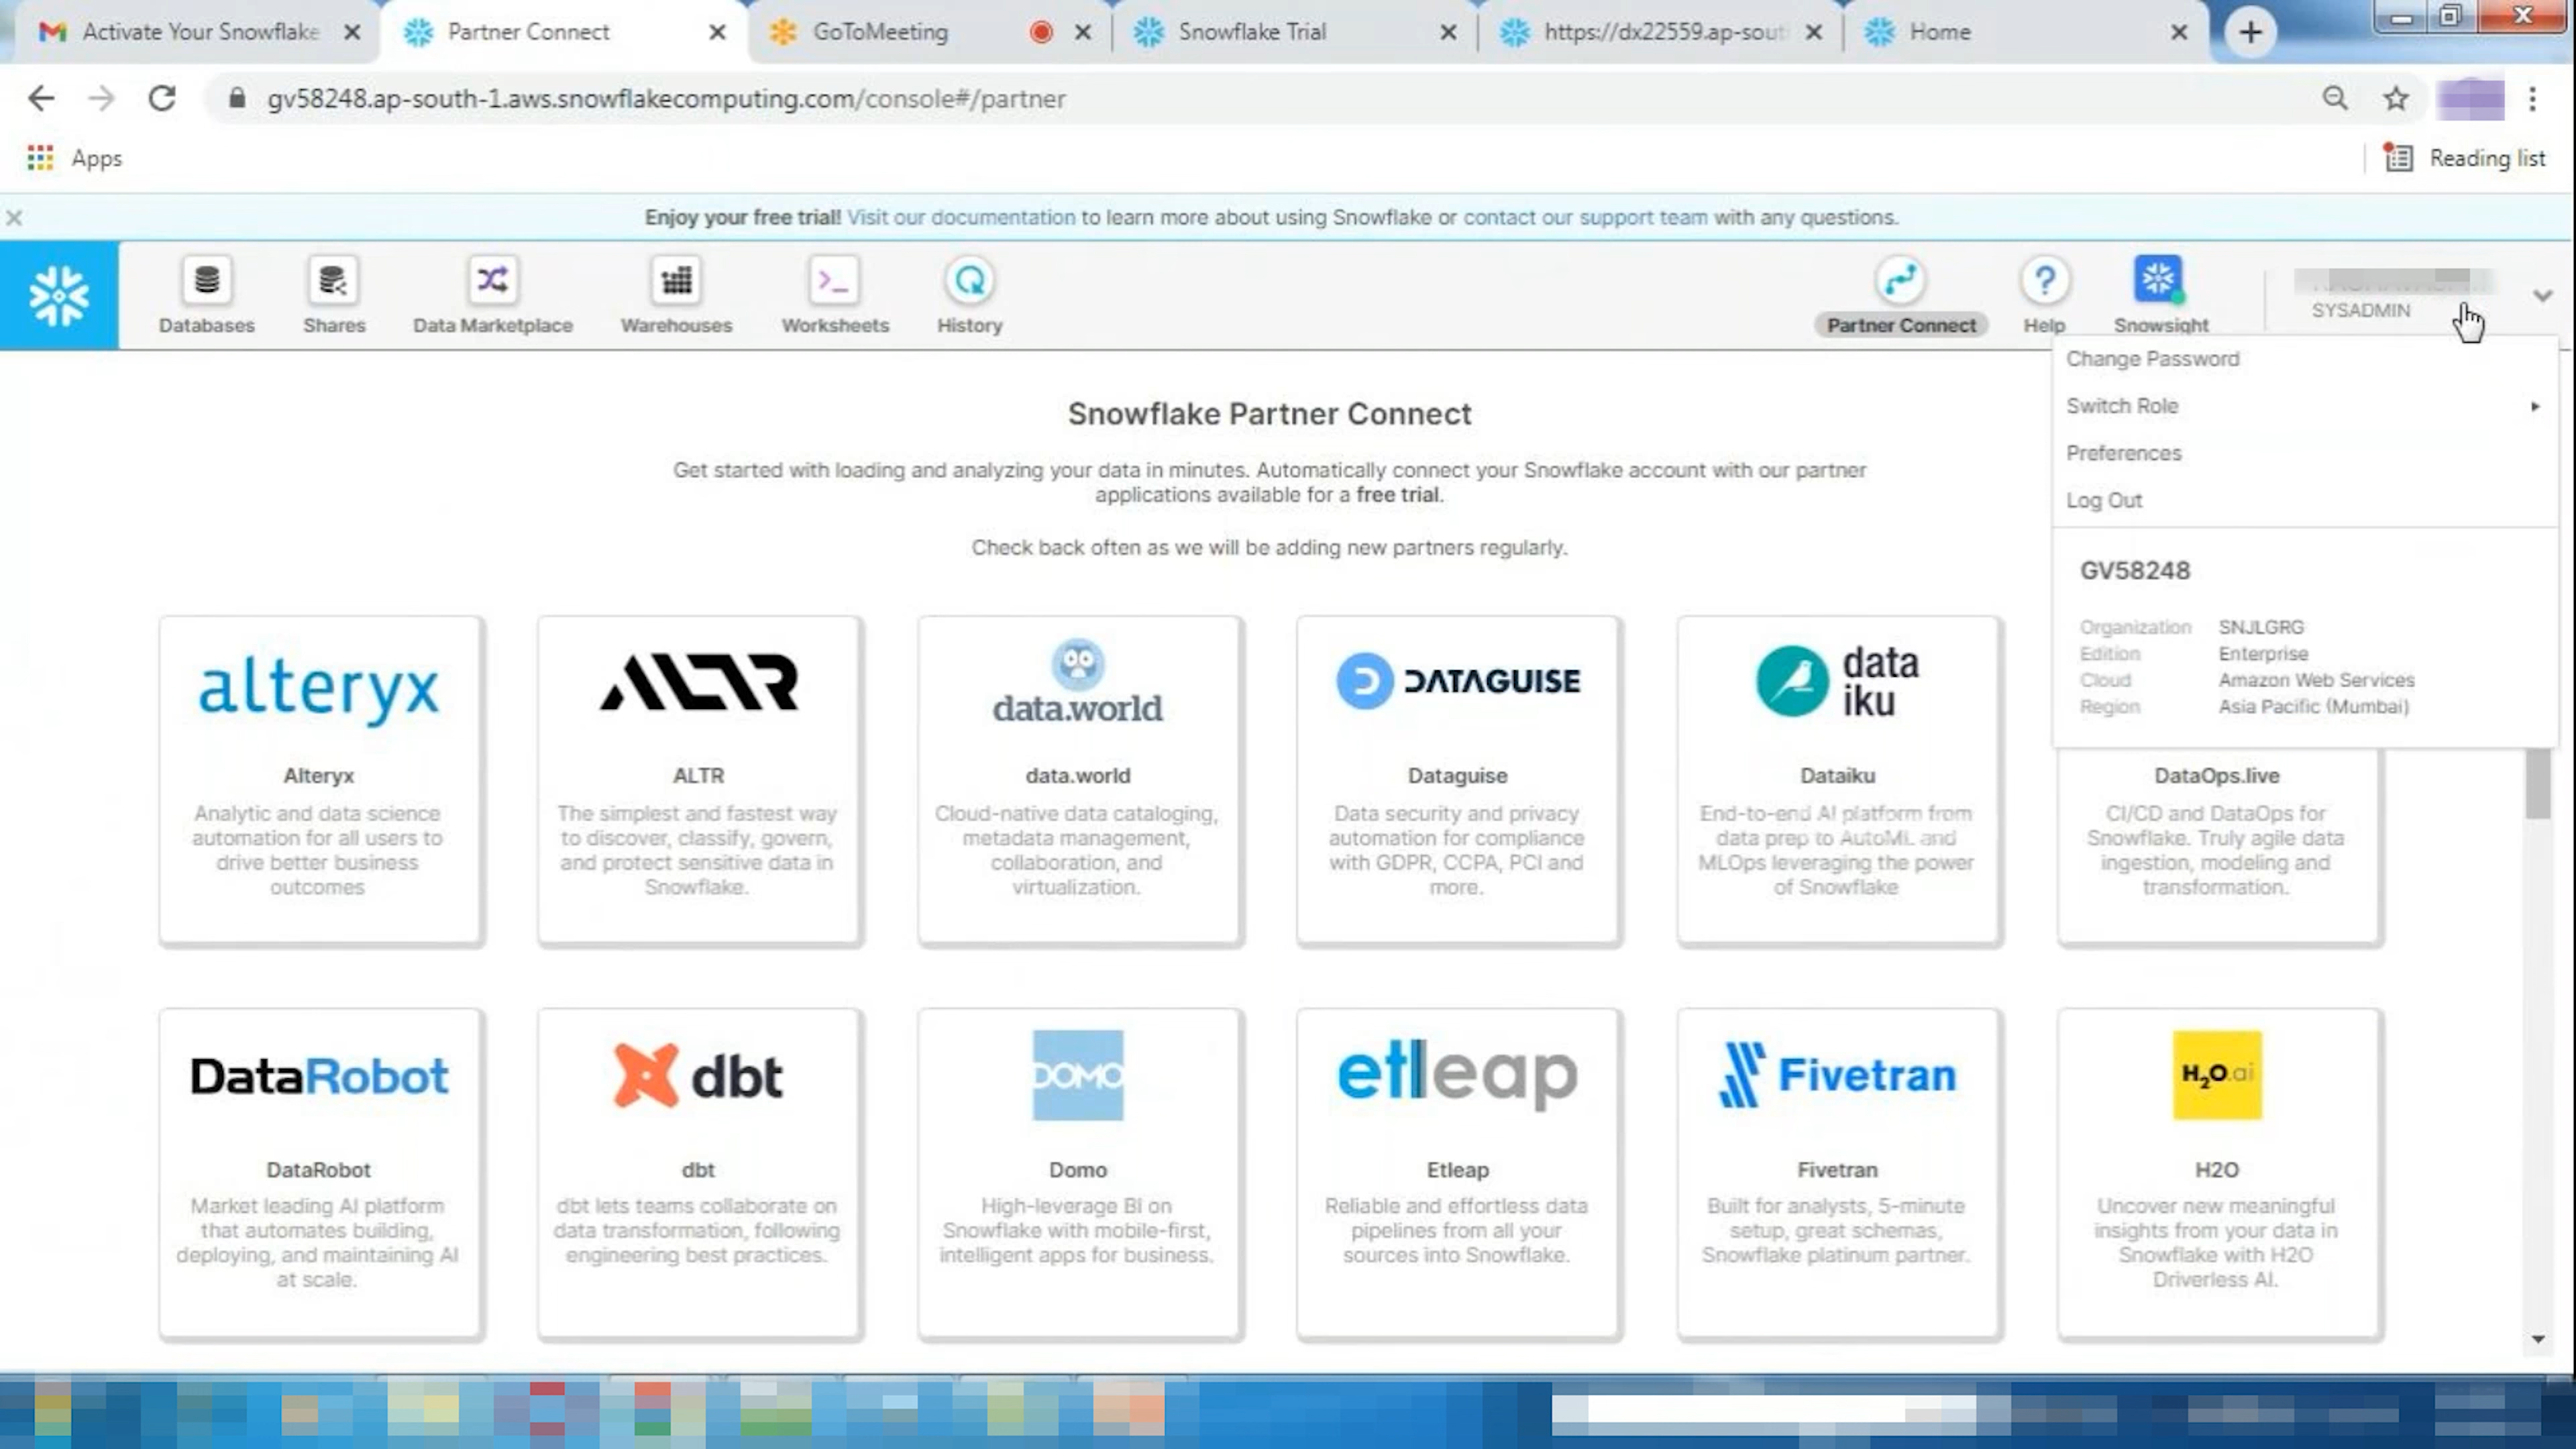 Activate Your Snowflake
Partner Connect
GoToMeeting
Snowflake Trial
https://dx22559.ap-sout
Home
gv58248.ap-south-1.aws.snowflakecomputing.com/console#/partner
Apps
Reading list
Enjoy your free trial! Visit our documentation to learn more about using Snowflake or contact our support team with any questions.
Databases
Shares
Data Marketplace
Warehouses
Worksheets
History
Partner Connect
Help
Snowsight
SYSADMIN
Change Password
Switch Role
Preferences
Log Out
GV58248
Organization SNJLGRG
Edition Enterprise
Cloud Amazon Web Services
Region Asia Pacific (Mumbai)
Snowflake Partner Connect
Get started with loading and analyzing your data in minutes. Automatically connect your Snowflake account with our partner
applications available for a free trial.
Check back often as we will be adding new partners regularly.
alteryx
Alteryx
Analytic and data science
automation for all users to
drive better business
outcomes
ALTR
ALTR
The simplest and fastest way
to discover, classify, govern,
and protect sensitive data in
Snowflake.
data.world
data.world
Cloud-native data cataloging,
metadata management,
collaboration, and
virtualization.
DATAGUISE
Dataguise
Data security and privacy
automation for compliance
with GDPR, CCPA, PCI and
more.
data
iku
Dataiku
End-to-end AI platform from
data prep to AutoML and
MLOps leveraging the power
of Snowflake
DataOps.live
CI/CD and DataOps for
Snowflake. Truly agile data
ingestion, modeling and
transformation.
DataRobot
DataRobot
Market leading AI platform
that automates building,
deploying, and maintaining AI
at scale.
dbt
dbt
dbt lets teams collaborate on
data transformation, following
engineering best practices.
DOMO
Domo
High-leverage BI on
Snowflake with mobile-first,
intelligent apps for business.
etleap
Etleap
Reliable and effortless data
pipelines from all your
sources into Snowflake.
Fivetran
Fivetran
Built for analysts, 5-minute
setup, great schemas,
Snowflake platinum partner.
H2O.ai
H2O
Uncover new meaningful
insights from your data in
Snowflake with H2O
Driverless AI.